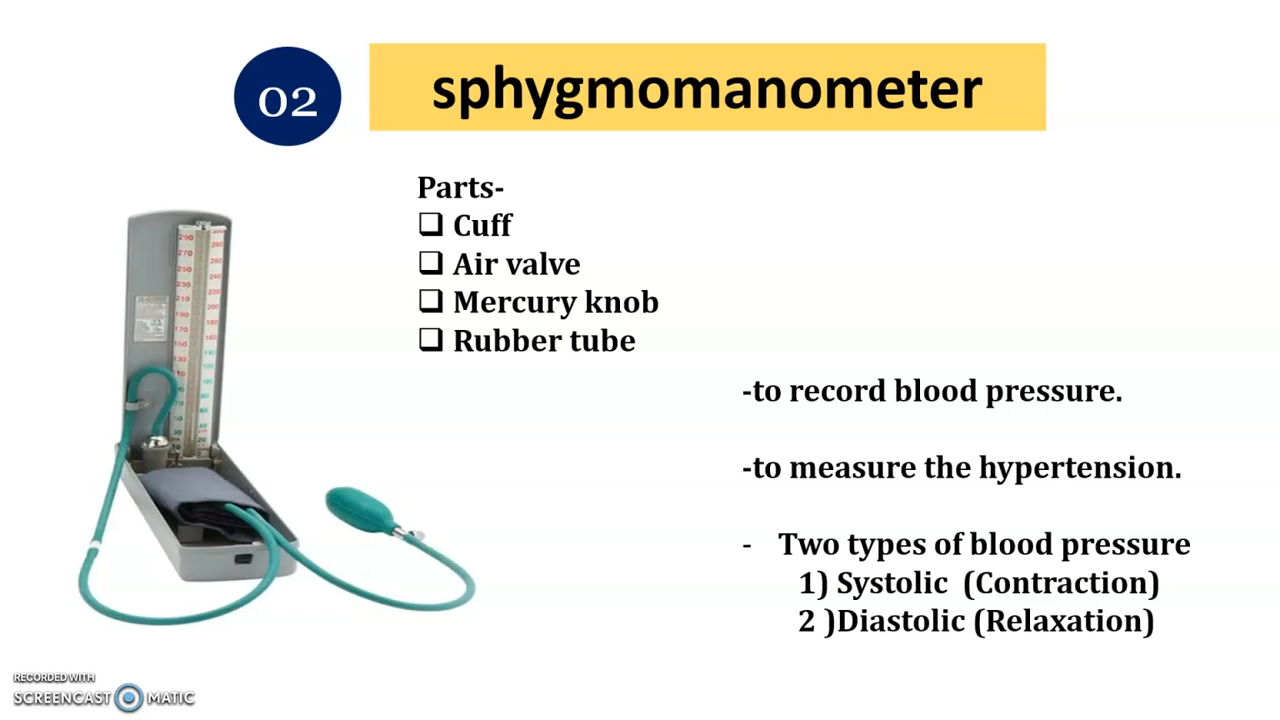 02
sphygmomanometer
Parts-
❑ Cuff
❑ Air valve
❑ Mercury knob
❑ Rubber tube
-to record blood pressure.
-to measure the hypertension.
- Two types of blood pressure
1) Systolic (Contraction)
2 )Diastolic (Relaxation)
RECORDED WITH
SCREENCAST MATIC